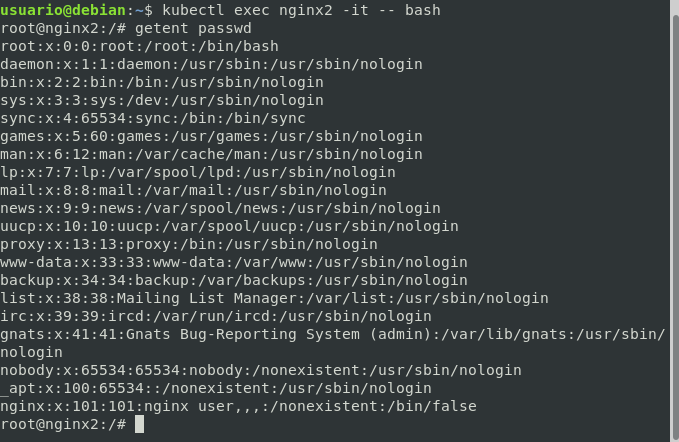 usuario@debian:~$ kubectl exec nginx2 -it -- bash
root@nginx2:/# getent passwd
root:x:0:0:root:/root:/bin/bash
daemon:x:1:1:daemon:/usr/sbin:/usr/sbin/nologin
bin:x:2:2:bin:/bin:/usr/sbin/nologin
sys:x:3:3:sys:/dev:/usr/sbin/nologin
sync:x:4:65534:sync:/bin:/bin/sync
games:x:5:60:games:/usr/games:/usr/sbin/nologin
man:x:6:12:man:/var/cache/man:/usr/sbin/nologin
lp:x:7:7:lp:/var/spool/lpd:/usr/sbin/nologin
mail:x:8:8:mail:/var/mail:/usr/sbin/nologin
news:x:9:9:news:/var/spool/news:/usr/sbin/nologin
uucp:x:10:10:uucp:/var/spool/uucp:/usr/sbin/nologin
proxy:x:13:13:proxy:/bin:/usr/sbin/nologin
www-data:x:33:33:www-data:/var/www:/usr/sbin/nologin
backup:x:34:34:backup:/var/backups:/usr/sbin/nologin
list:x:38:38:Mailing List Manager:/var/list:/usr/sbin/nologin
irc:x:39:39:ircd:/var/run/ircd:/usr/sbin/nologin
gnats:x:41:41:Gnats Bug-Reporting System (admin):/var/lib/gnats:/usr/sbin/
nologin
nobody:x:65534:65534:nobody:/nonexistent:/usr/sbin/nologin
_apt:x:100:65534::/nonexistent:/usr/sbin/nologin
nginx:x:101:101:nginx user,,,:/nonexistent:/bin/false
root@nginx2:/#